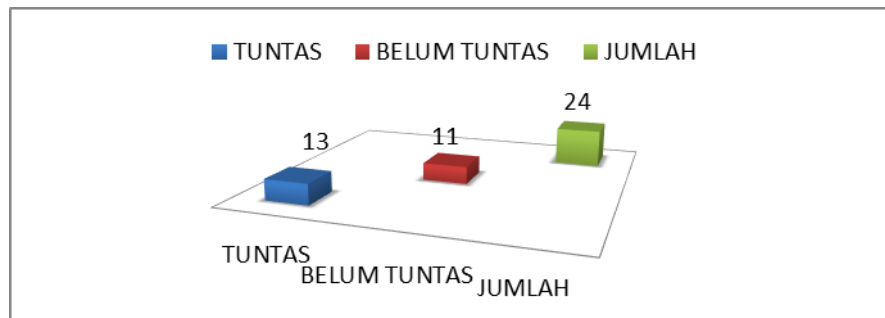 TUNTAS BELUM TUNTAS JUMLAH
24
13
11
TUNTAS
BELUM TUNTAS
JUMLAH